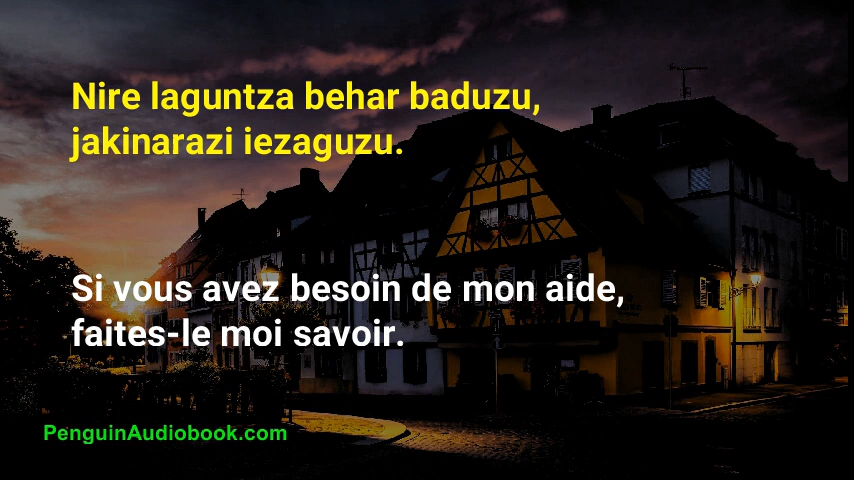 Nire laguntza behar baduzu,
jakinarazi iezaguzu.
Si vous avez besoin de mon aide,
faites-le moi savoir.
PenguinAudiobook.com